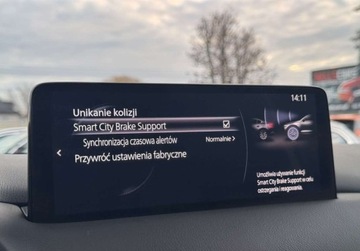 14:11
Unikanie kolizji
Smart City Brake Support
Synchronizacja czasowa alertów Normalnie >
Przywróć ustawienia fabryczne
Umożliwia używanie funkcji
Smart City Brake Support w celu
ostrzegania i reagowania.